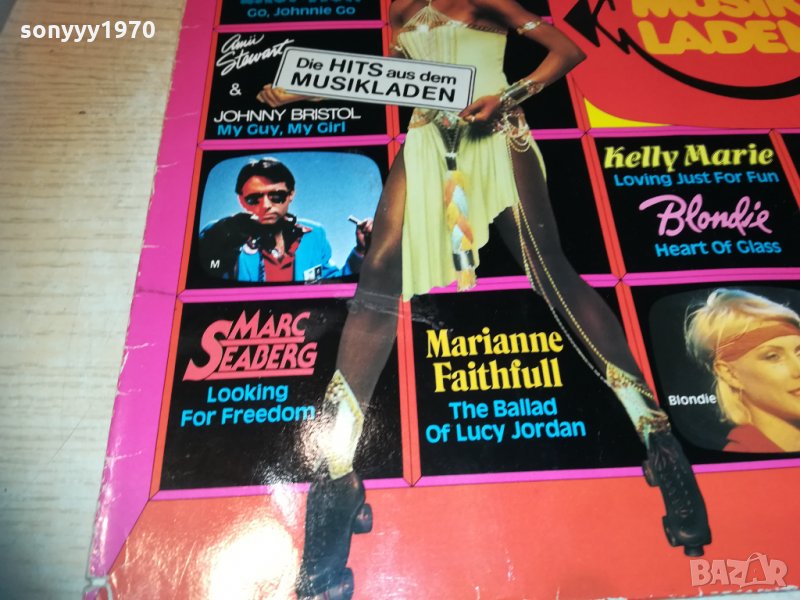 sonyyy1970
Go, Johnnie Go
MUSIK
LADEN
Amii
Stewart
&
JOHNNY BRISTOL
My Guy, My Girl
Die HITS aus dem
MUSIKLADEN
Kelly Marie
Loving Just For Fun
Blondie
Heart Of Glass
M
MARC
SEABERG
Looking
For Freedom
Marianne
Faithfull
The Ballad
Of Lucy Jordan
Blondie
BAZAR